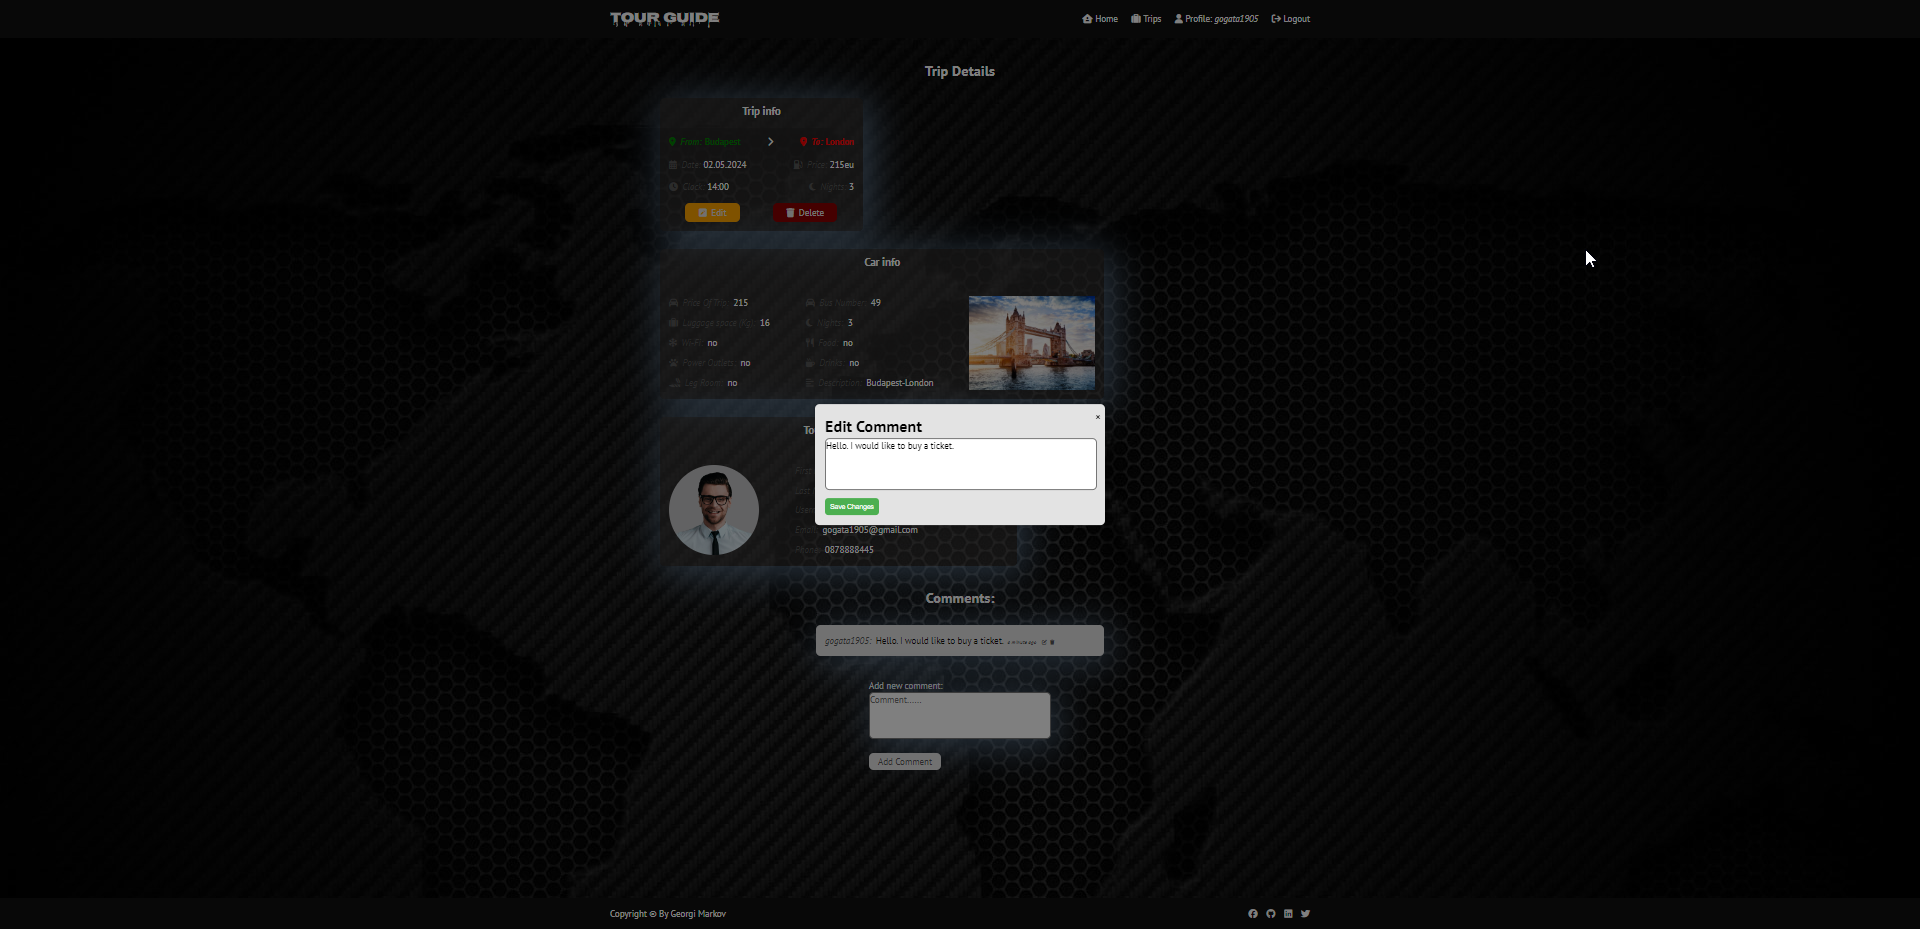 TOUR GUIDE
Home Trips Profile: gogata1905 Logout
Trip Details
Trip info
From: Budapest To: London
Date: 02.05.2024 Price: 215eu
Clock: 14:00 Nights: 3
Edit Delete
Car info
Price Of Trip: 215 Bus Number: 49
Luggage space (kg): 16 Nights: 3
Wi-Fi: no Food: no
Power Outlets: no Drinks: no
Leg Room: no Destination: Budapest-London
×
Edit Comment
Hello. I would like to buy a ticket.
Save Changes
To
First
Last
User
Email: gogata1905@gmail.com
Phone: 0878888445
Comments:
gogata1905: Hello. I would like to buy a ticket. a minute ago
Add new comment:
Comment......
Add Comment
Copyright © By Georgi Markov